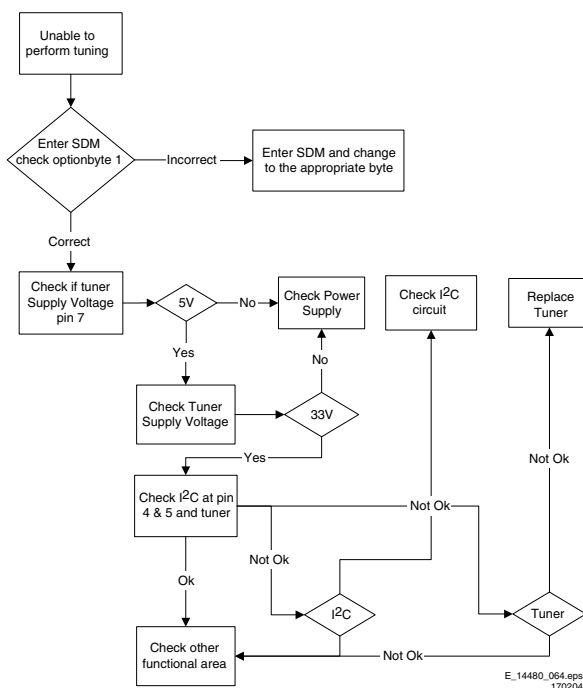 Unable to
perform tuning
Enter SDM
check optionbyte 1
Incorrect
Enter SDM and change
to the appropriate byte
Correct
Check if tuner
Supply Voltage
pin 7
5V
No
Check Power
Supply
Check I²C
circuit
Replace
Tuner
Yes
No
Check Tuner
Supply Voltage
33V
Yes
Not Ok
Check I²C at pin
4 & 5 and tuner
Not Ok
Not Ok
Ok
I²C
Tuner
Check other
functional area
Not Ok
E_14480_064.eps
170204